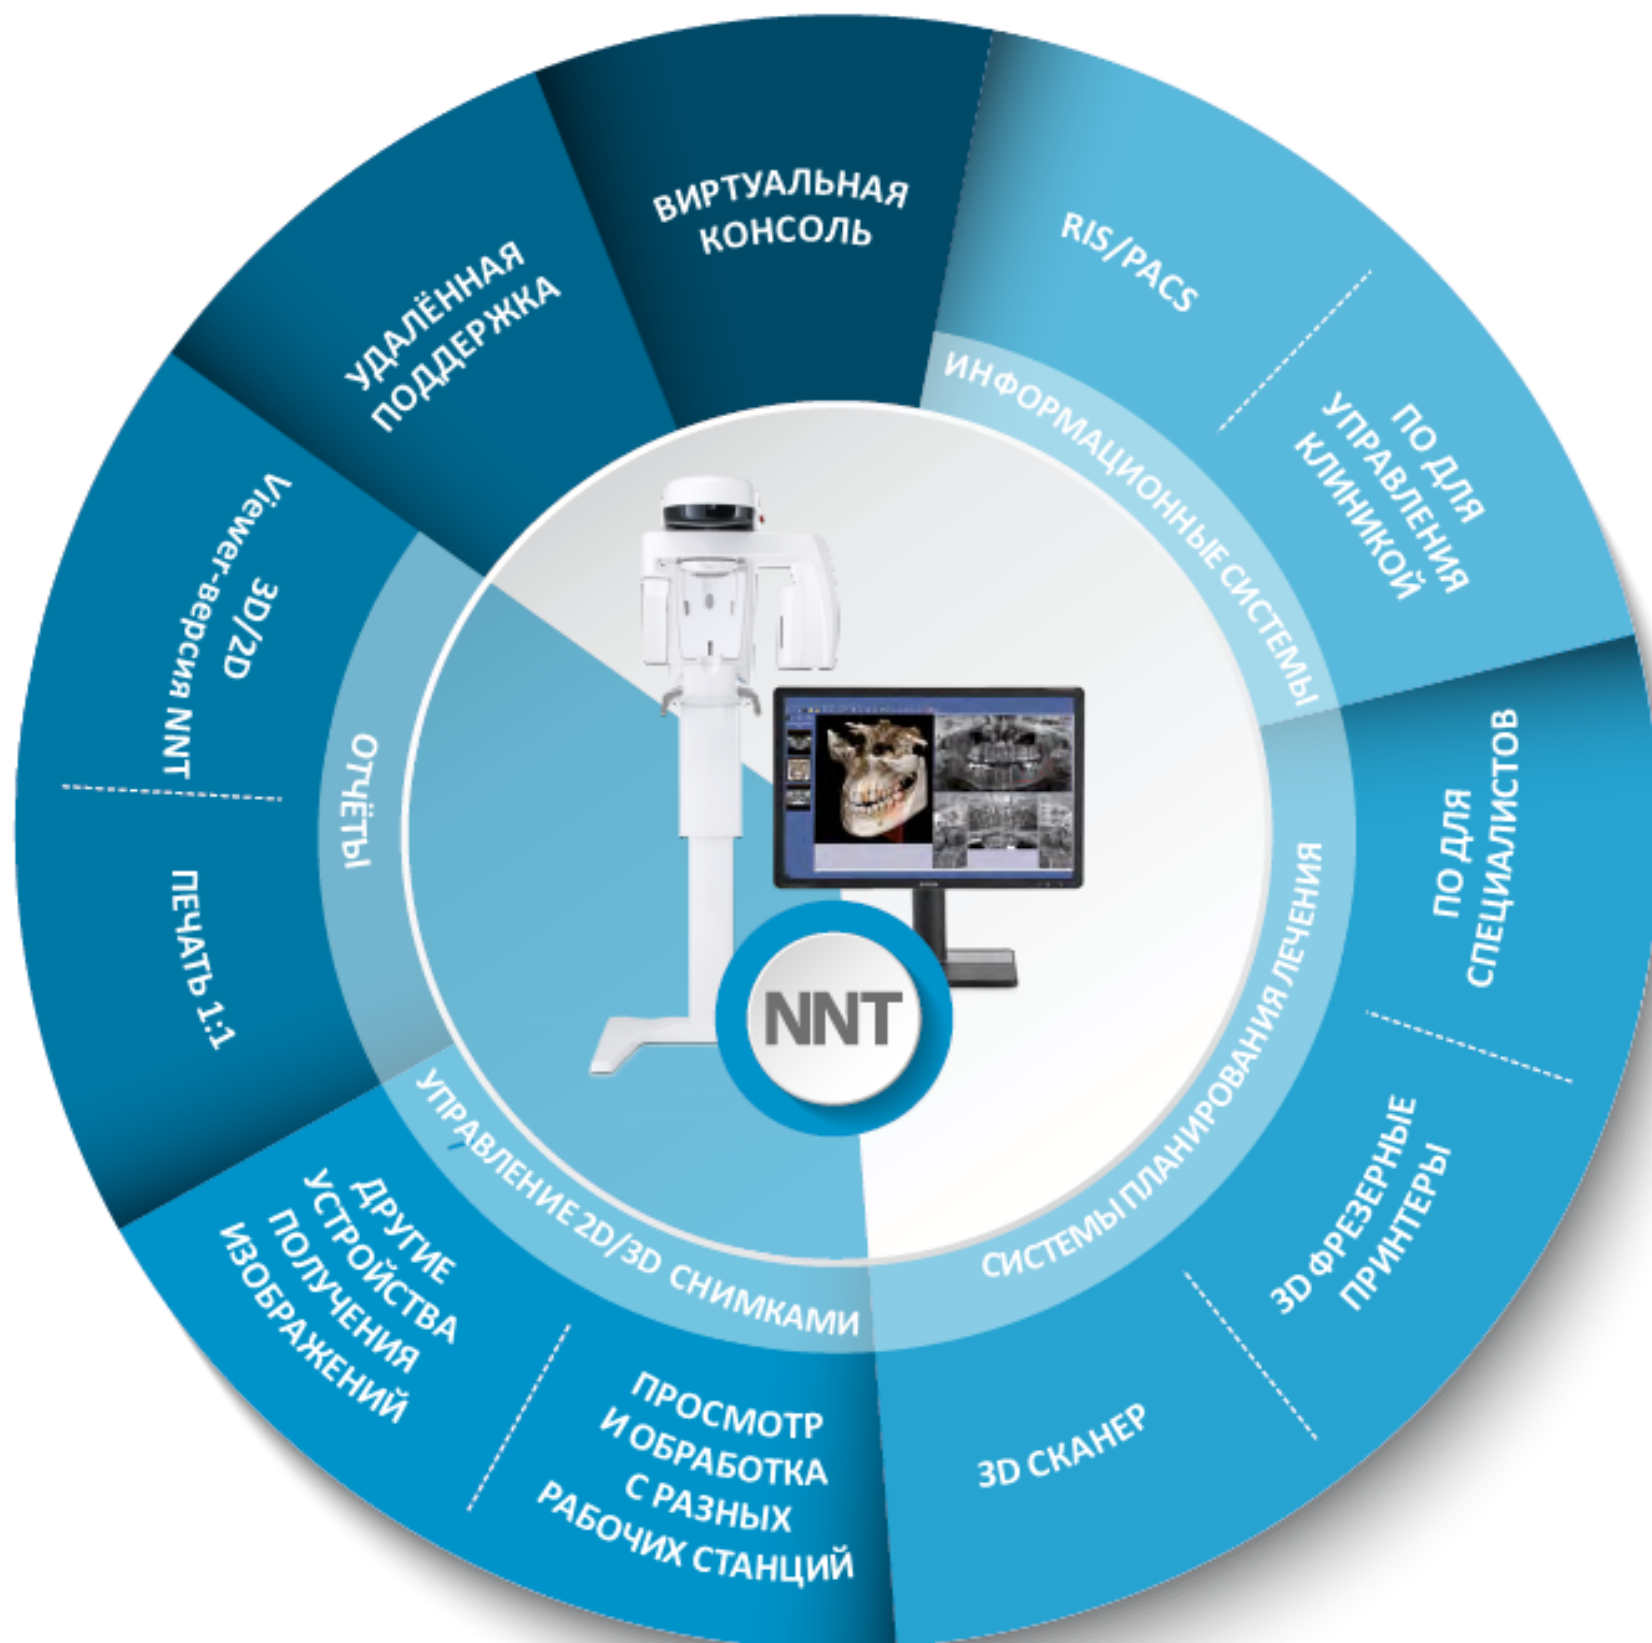 ВИРТУАЛЬНАЯ
КОНСОЛЬ
RIS/PACS
ПО ДЛЯ
УПРАВЛЕНИЯ
КЛИНИКОЙ
ИНФОРМАЦИОННЫЕ СИСТЕМЫ
ПО ДЛЯ
СПЕЦИАЛИСТОВ
3D ФРЕЗЕРНЫЕ
ПРИНТЕРЫ
3D СКАНЕР
СИСТЕМЫ ПЛАНИРОВАНИЯ ЛЕЧЕНИЯ
ПРОСМОТР
И ОБРАБОТКА
С РАЗНЫХ
РАБОЧИХ СТАНЦИЙ
ДРУГИЕ
УСТРОЙСТВА
ПОЛУЧЕНИЯ
ИЗОБРАЖЕНИЙ
УПРАВЛЕНИЕ 2D/3D СНИМКАМИ
ПЕЧАТЬ 1:1
Viewer-версия NNT
3D/2D
ОТЧЁТЫ
УДАЛЁННАЯ
ПОДДЕРЖКА
NNT